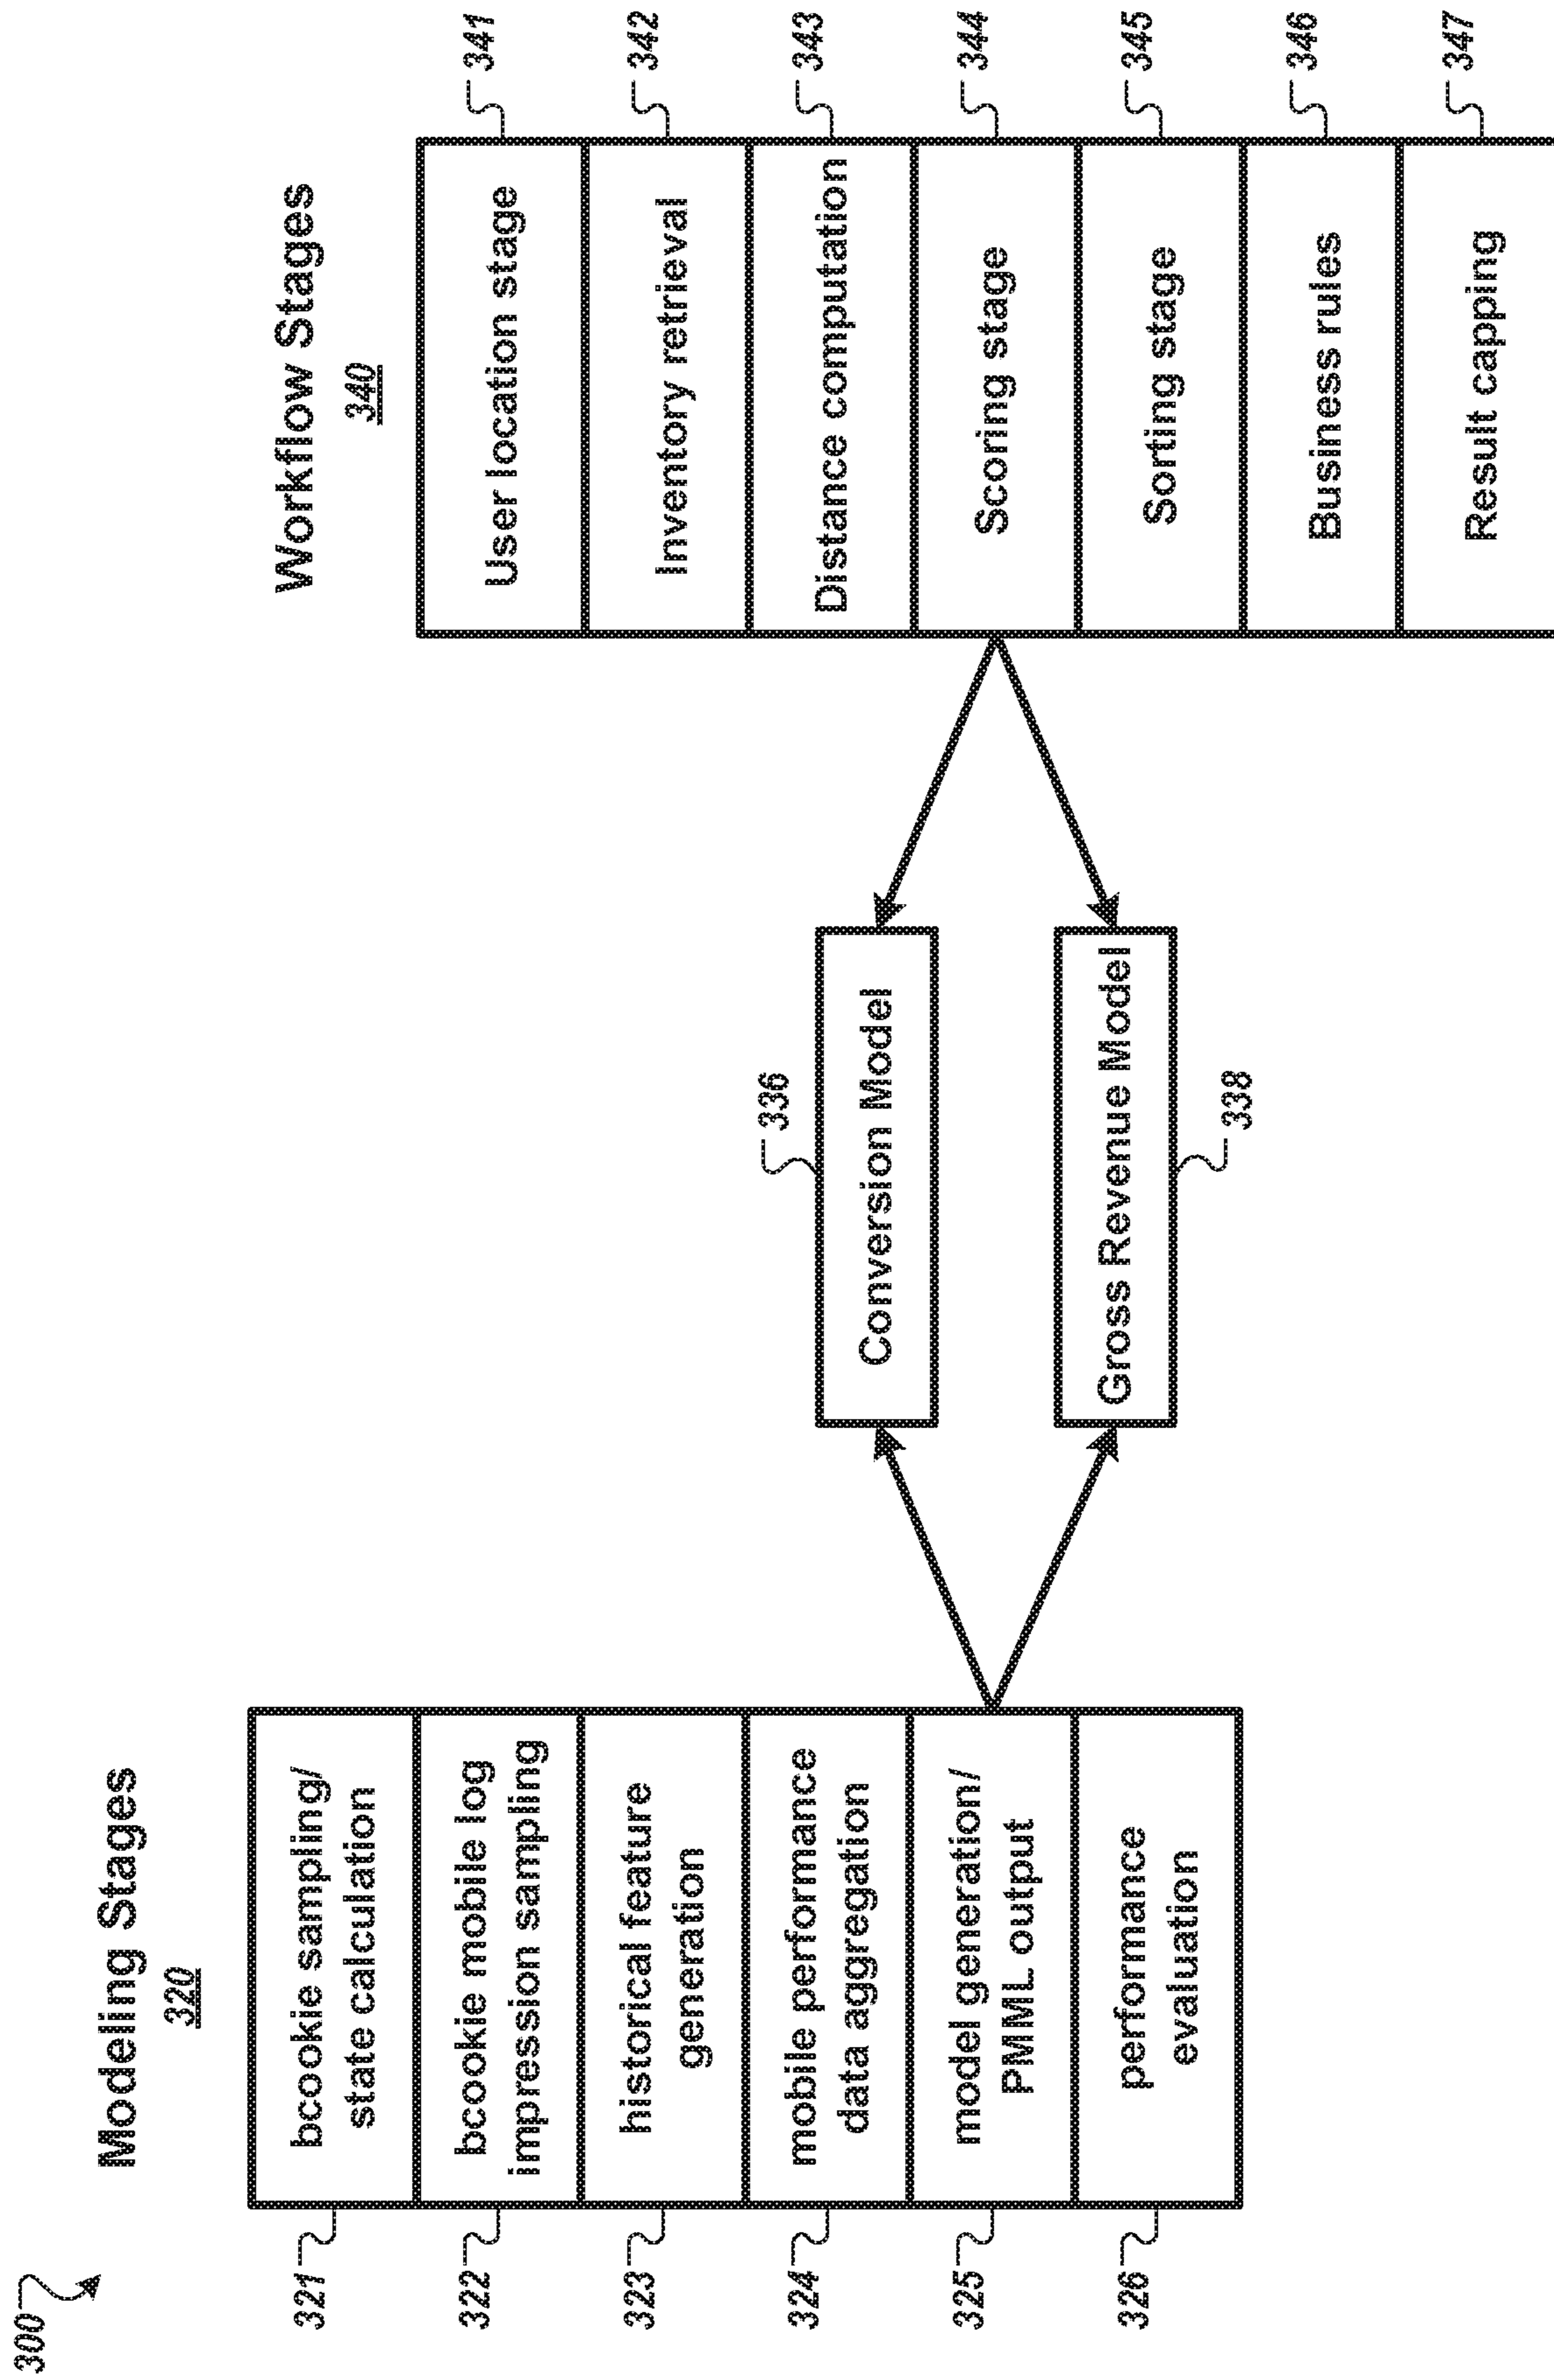 300
Modeling Stages
320
321
bcookie sampling/
state calculation
322
bcookie mobile log
impression sampling
323
historical feature
generation
324
mobile performance
data aggregation
325
model generation/
PMML output
326
performance
evaluation
336
Conversion Model
Gross Revenue Model
338
Workflow Stages
340
User location stage
341
Inventory retrieval
342
Distance computation
343
Scoring stage
344
Sorting stage
345
Business rules
346
Result capping
347